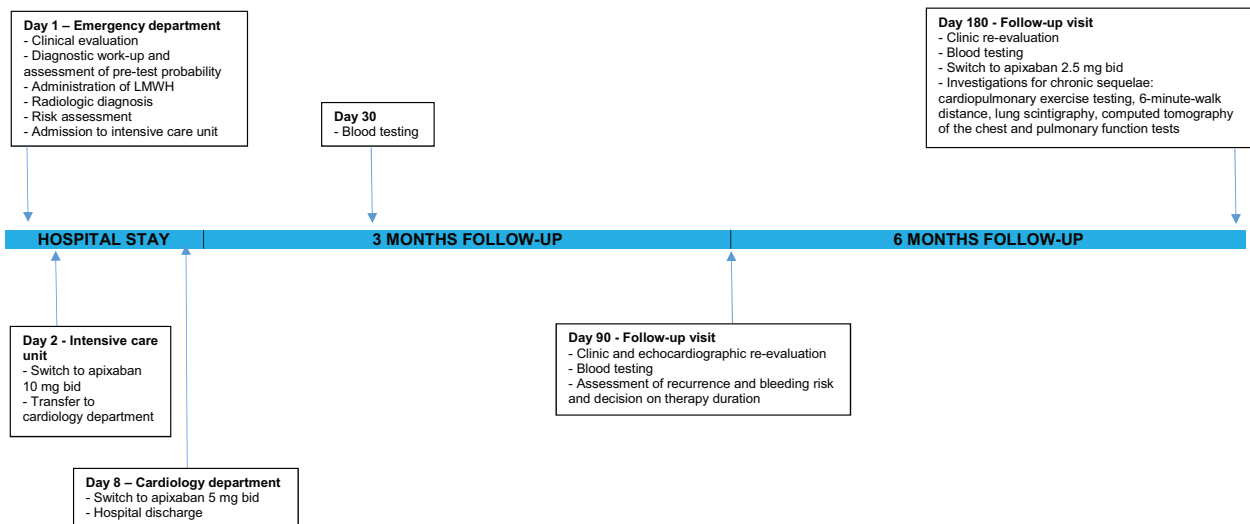 Day 1 – Emergency department
- Clinical evaluation
- Diagnostic work-up and
assessment of pre-test probability
- Administration of LMWH
- Radiologic diagnosis
- Risk assessment
- Admission to intensive care unit
Day 30
- Blood testing
Day 180 - Follow-up visit
- Clinic re-evaluation
- Blood testing
- Switch to apixaban 2.5 mg bid
- Investigations for chronic sequelae:
cardiopulmonary exercise testing, 6-minute-walk
distance, lung scintigraphy, computed tomography
of the chest and pulmonary function tests
HOSPITAL STAY
3 MONTHS FOLLOW-UP
6 MONTHS FOLLOW-UP
Day 2 - Intensive care
unit
- Switch to apixaban
10 mg bid
- Transfer to
cardiology department
Day 90 - Follow-up visit
- Clinic and echocardiographic re-evaluation
- Blood testing
- Assessment of recurrence and bleeding risk
and decision on therapy duration
Day 8 – Cardiology department
- Switch to apixaban 5 mg bid
- Hospital discharge